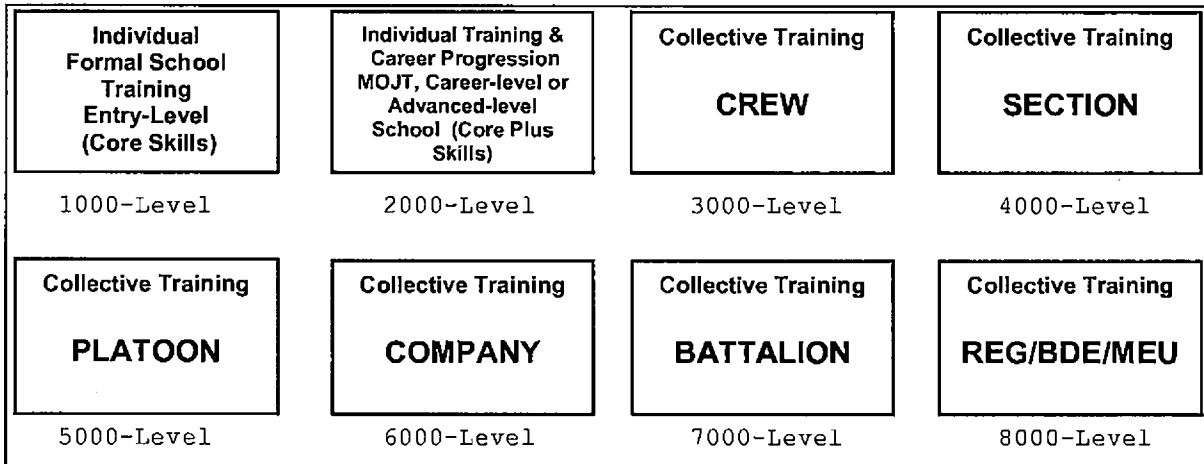 Individual
Formal School
Training
Entry-Level
(Core Skills)
1000-Level
Individual Training &
Career Progression
MOJT, Career-level or
Advanced-level
School (Core Plus
Skills)
2000-Level
Collective Training
CREW
3000-Level
Collective Training
SECTION
4000-Level
Collective Training
PLATOON
5000-Level
Collective Training
COMPANY
6000-Level
Collective Training
BATTALION
7000-Level
Collective Training
REG/BDE/MEU
8000-Level